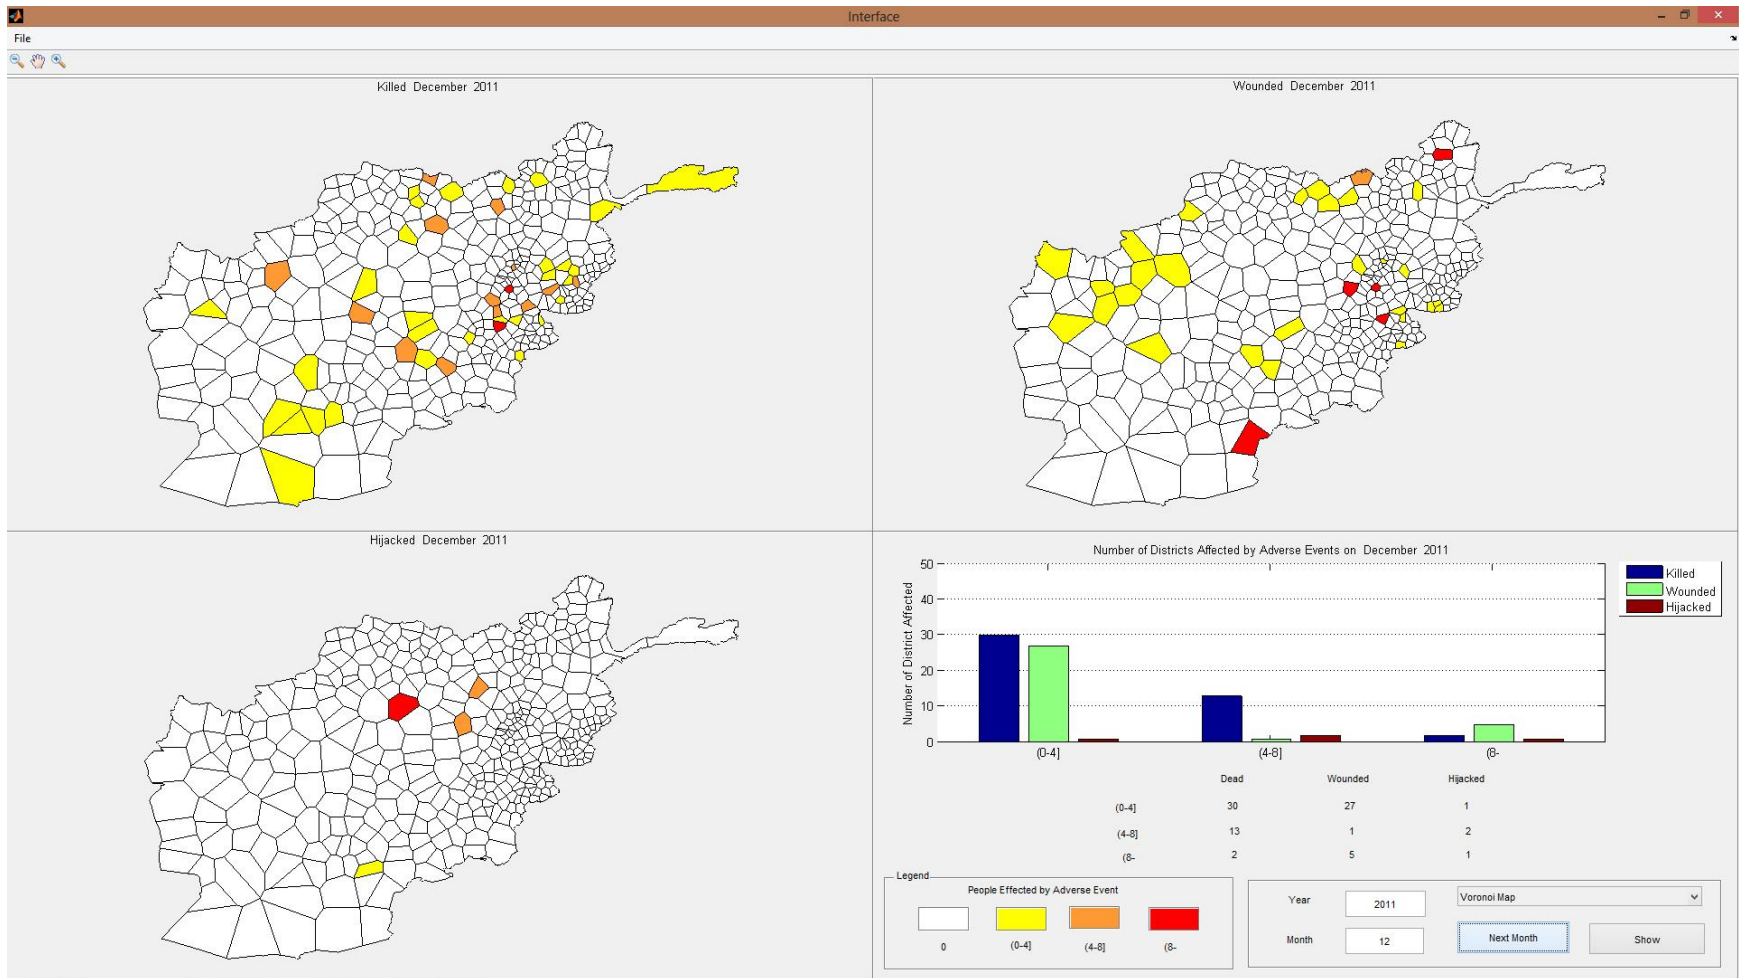 Interface
File
Killed December 2011
Wounded December 2011
Hijacked December 2011
Number of Districts Affected by Adverse Events on December 2011
Number of District Affected
50
40
30
20
10
0
(0-4]
(4-8]
(8-
Killed
Wounded
Hijacked
Dead Wounded Hijacked
(0-4] 30 27 1
(4-8] 13 1 2
(8- 2 5 1
Legend
People Effected by Adverse Event
0 (0-4] (4-8] (8-
Year 2011 Voronoi Map
Month 12 Next Month Show